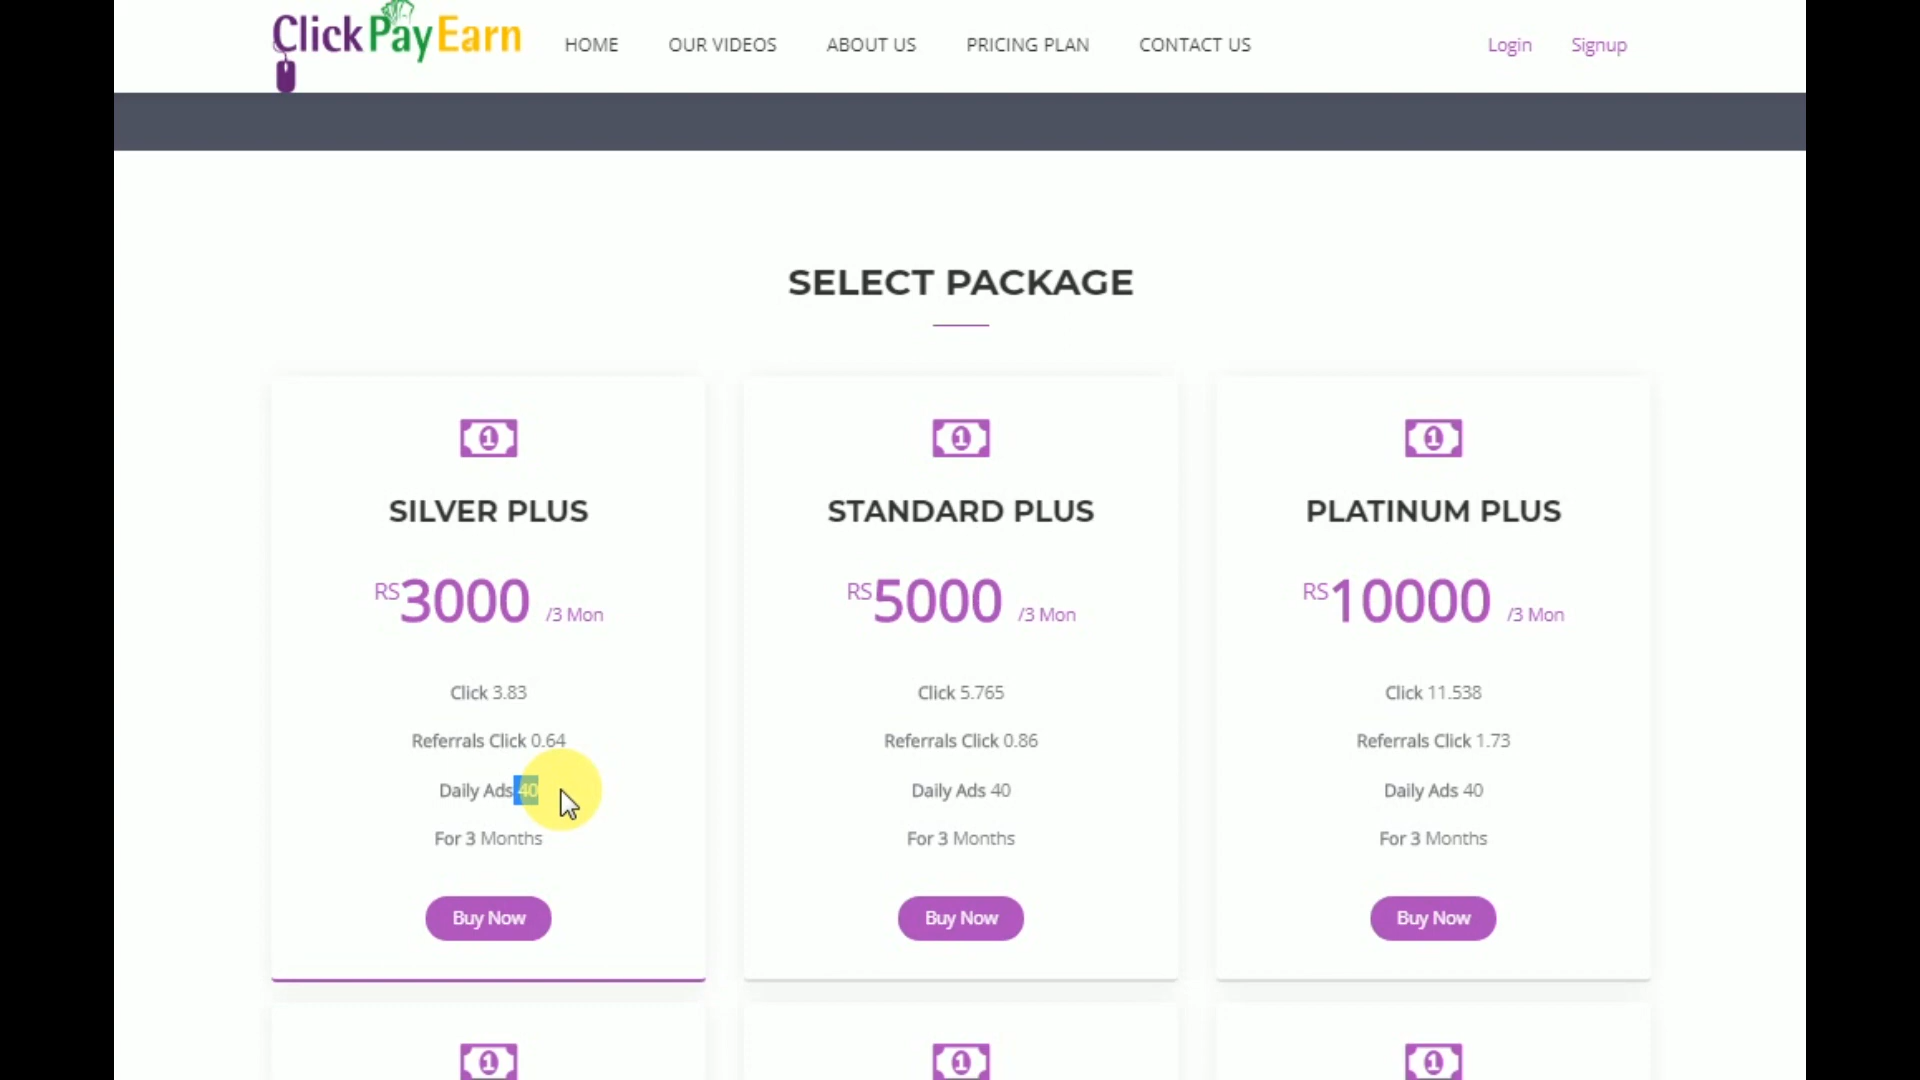 ClickPayEarn
HOME
OUR VIDEOS
ABOUT US
PRICING PLAN
CONTACT US
Login
Signup
SELECT PACKAGE
SILVER PLUS
RS3000 /3 Mon
Click 3.83
Referrals Click 0.64
Daily Ads 40
For 3 Months
Buy Now
STANDARD PLUS
RS5000 /3 Mon
Click 5.765
Referrals Click 0.86
Daily Ads 40
For 3 Months
Buy Now
PLATINUM PLUS
RS10000 /3 Mon
Click 11.538
Referrals Click 1.73
Daily Ads 40
For 3 Months
Buy Now